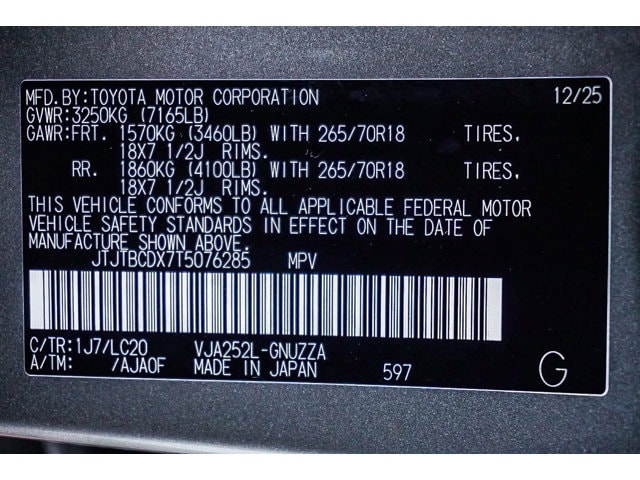 MFD.BY:TOYOTA MOTOR CORPORATION 12/25
GVWR:3250KG (7165LB)
GAWR:FRT. 1570KG (3460LB) WITH 265/70R18 TIRES,
18X7 1/2J RIMS.
RR. 1860KG (4100LB) WITH 265/70R18 TIRES,
18X7 1/2J RIMS.
THIS VEHICLE CONFORMS TO ALL APPLICABLE FEDERAL MOTOR
VEHICLE SAFETY STANDARDS IN EFFECT ON THE DATE OF
MANUFACTURE SHOWN ABOVE.
JTJTBCDX7T5076285 MPV
C/TR:1J7/LC20 VJA252L-GNUZZA
A/TM: /AJA0F MADE IN JAPAN 597 G